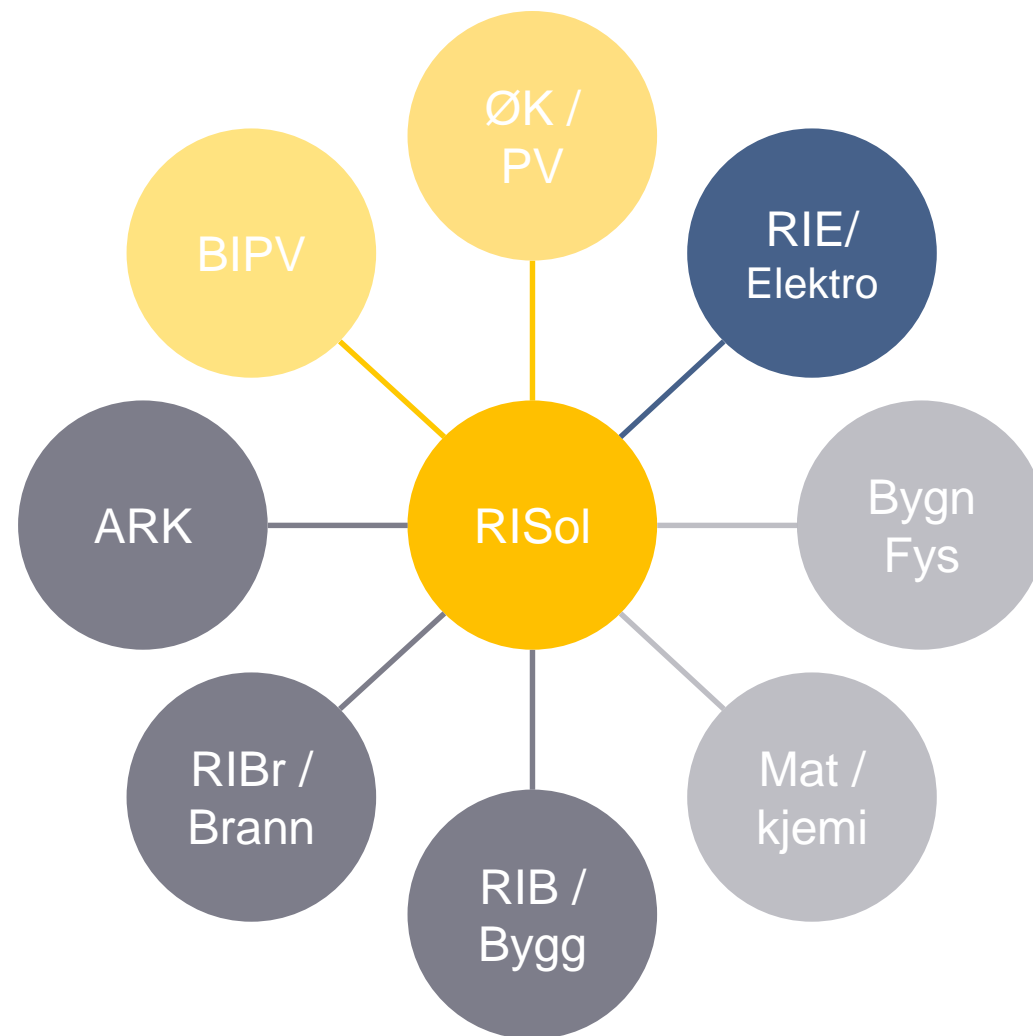 ØK /
PV
RIE/
Elektro
BIPV
Bygn
Fys
RISol
ARK
Mat /
kjemi
RIBr /
Brann
RIB /
Bygg